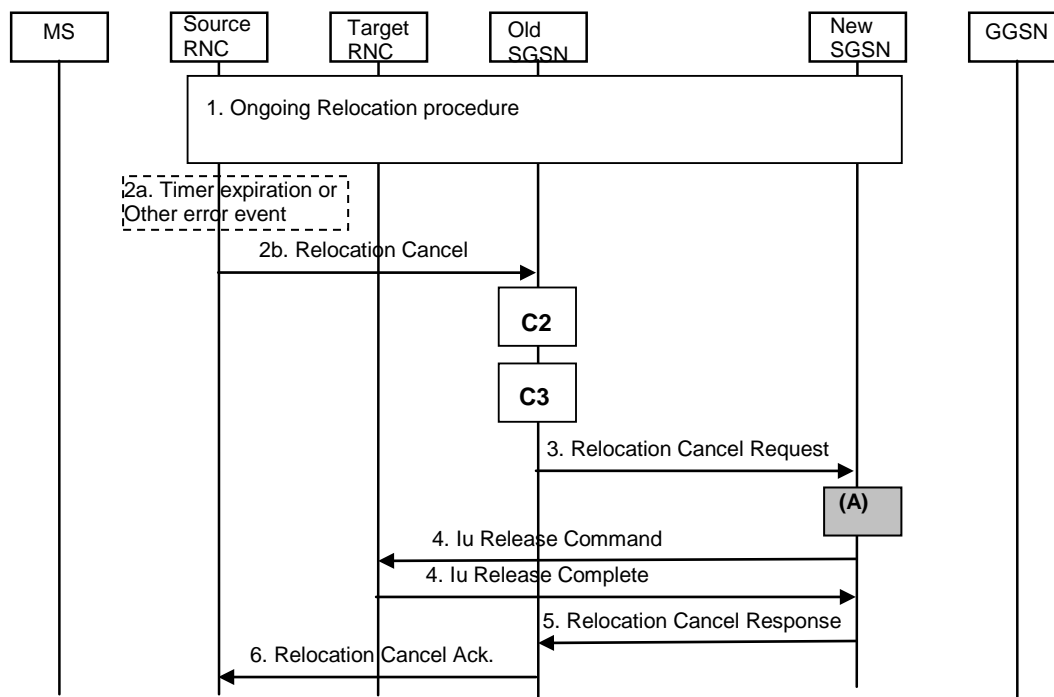 MS
Source
RNC
Target
RNC
Old
SGSN
New
SGSN
GGSN
1. Ongoing Relocation procedure
2a. Timer expiration or
Other error event
2b. Relocation Cancel
C2
C3
3. Relocation Cancel Request
(A)
4. Iu Release Command
4. Iu Release Complete
5. Relocation Cancel Response
6. Relocation Cancel Ack.